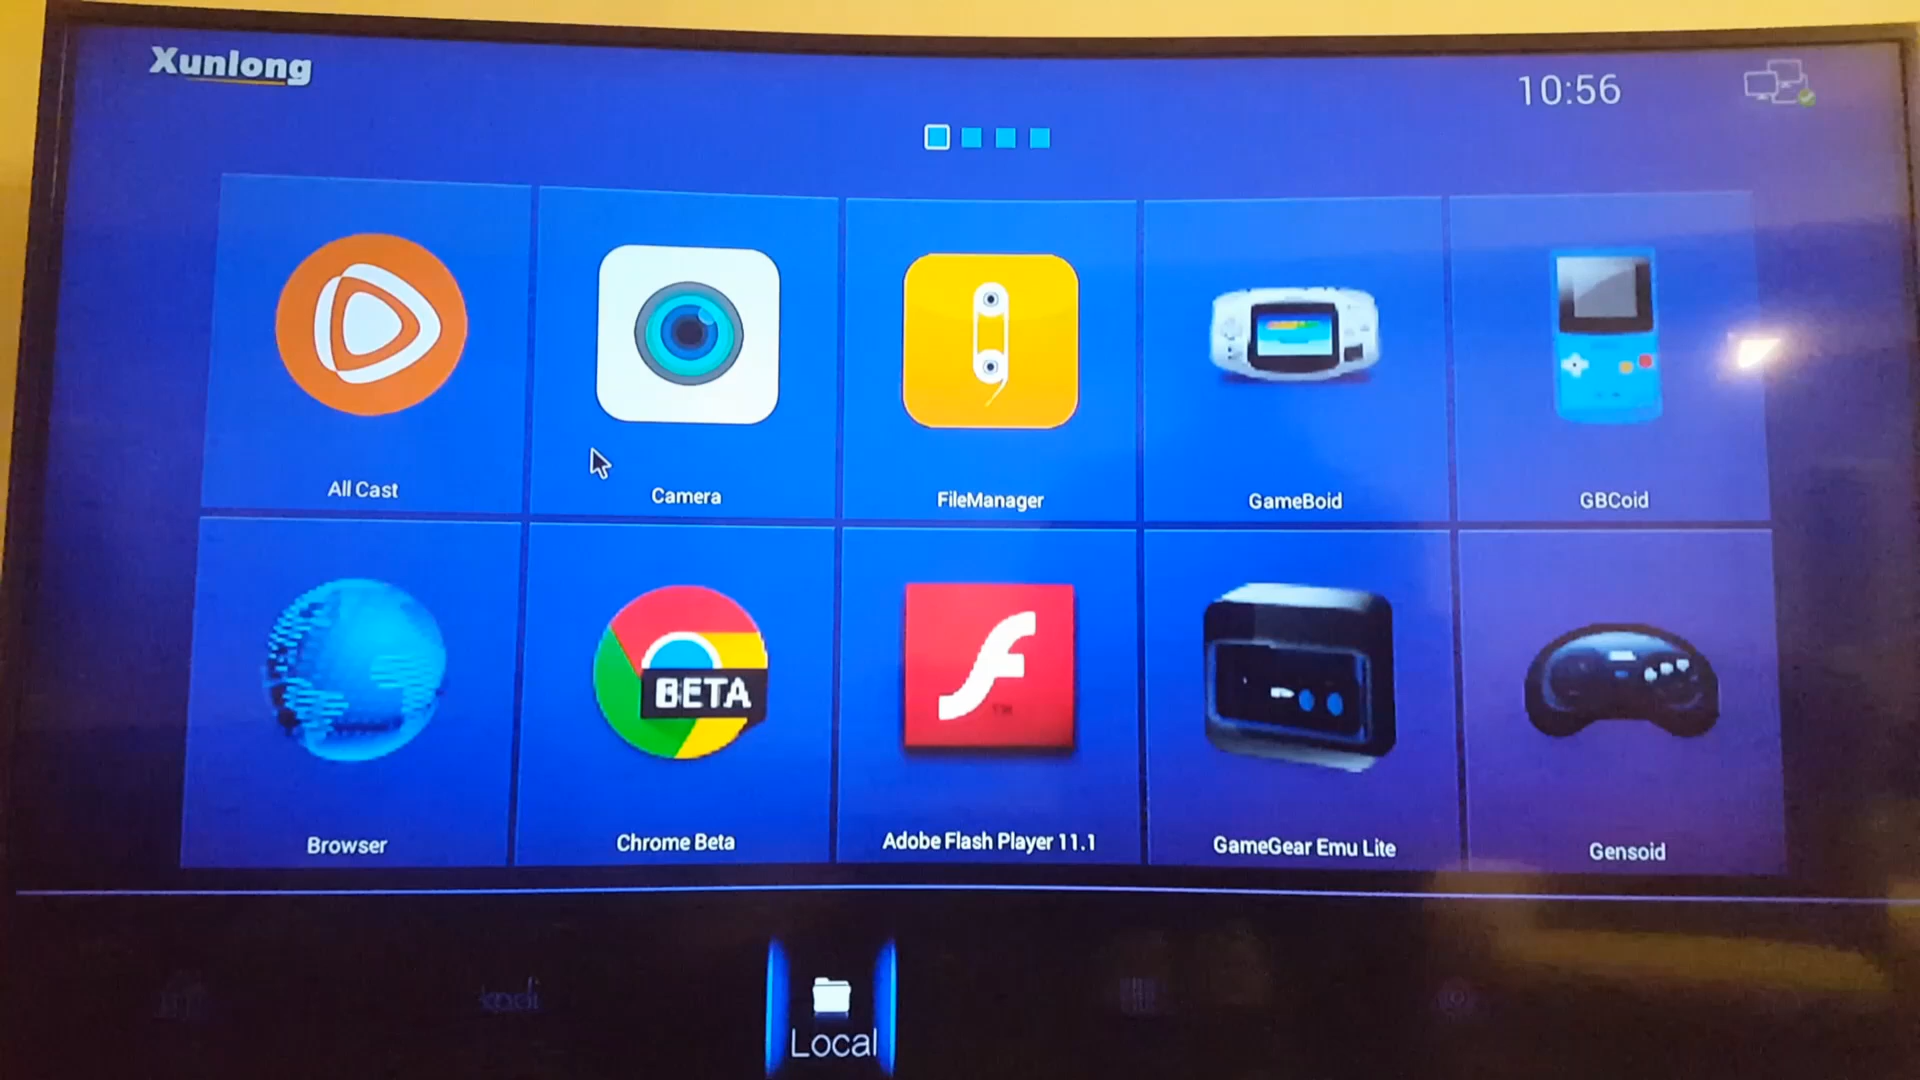 Xunlong
10:56
All Cast
Camera
FileManager
GameBoid
GBCoid
BETA
Browser
Chrome Beta
Adobe Flash Player 11.1
GameGear Emu Lite
Gensoid
kodi
Local